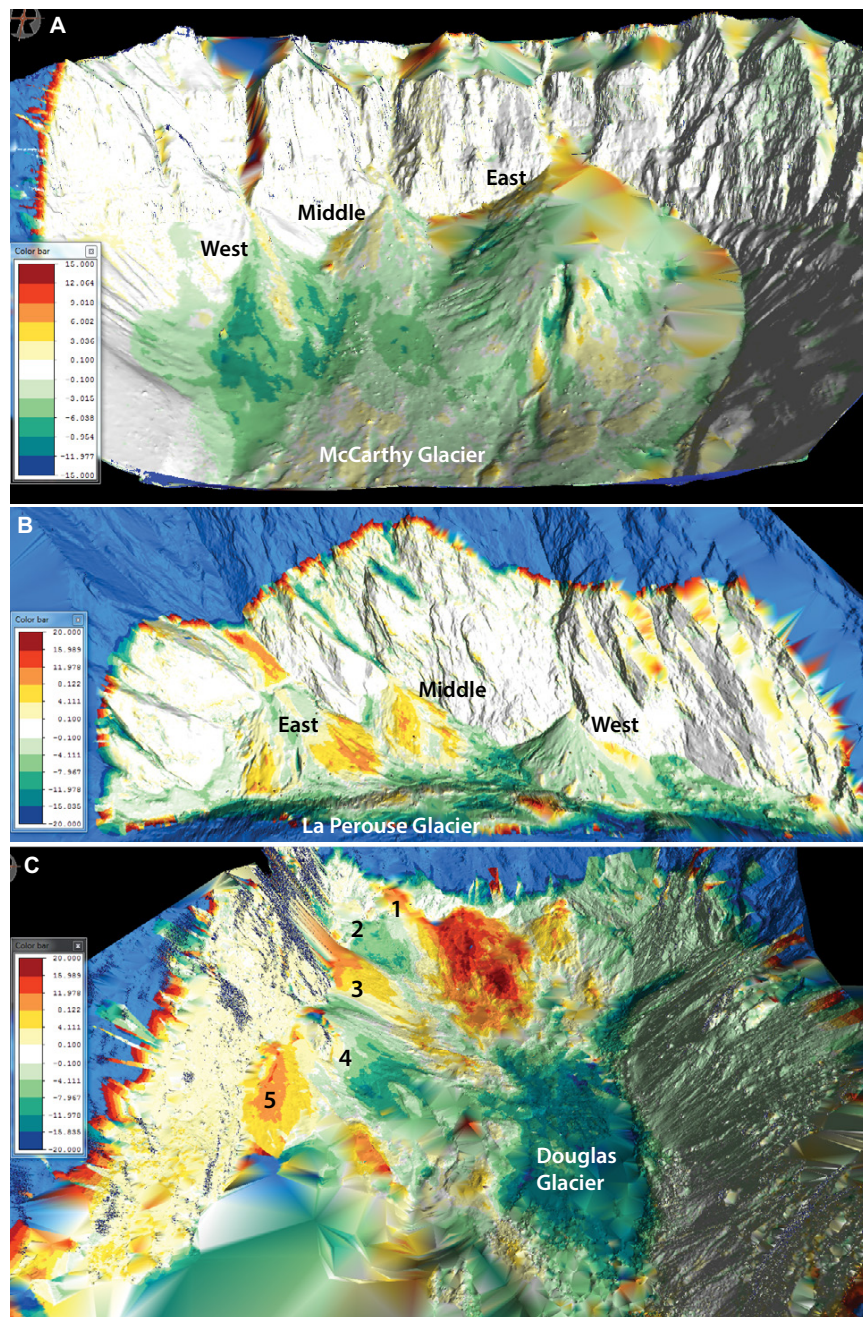 A
East
Middle
West
Color bar
15.000
12.064
9.010
6.002
3.036
0.100
-0.100
-3.015
-6.038
-8.954
-11.977
-15.000
McCarthy Glacier
B
Color bar
20.000
15.989
11.978
8.122
4.111
0.100
-0.100
-4.111
-7.967
-11.978
-15.835
-20.000
Middle
East
West
La Perouse Glacier
C
1
2
Color bar
20.000
15.989
11.978
8.122
4.111
0.100
-0.100
-4.111
-7.967
-11.978
-15.835
-20.000
3
4
5
Douglas
Glacier